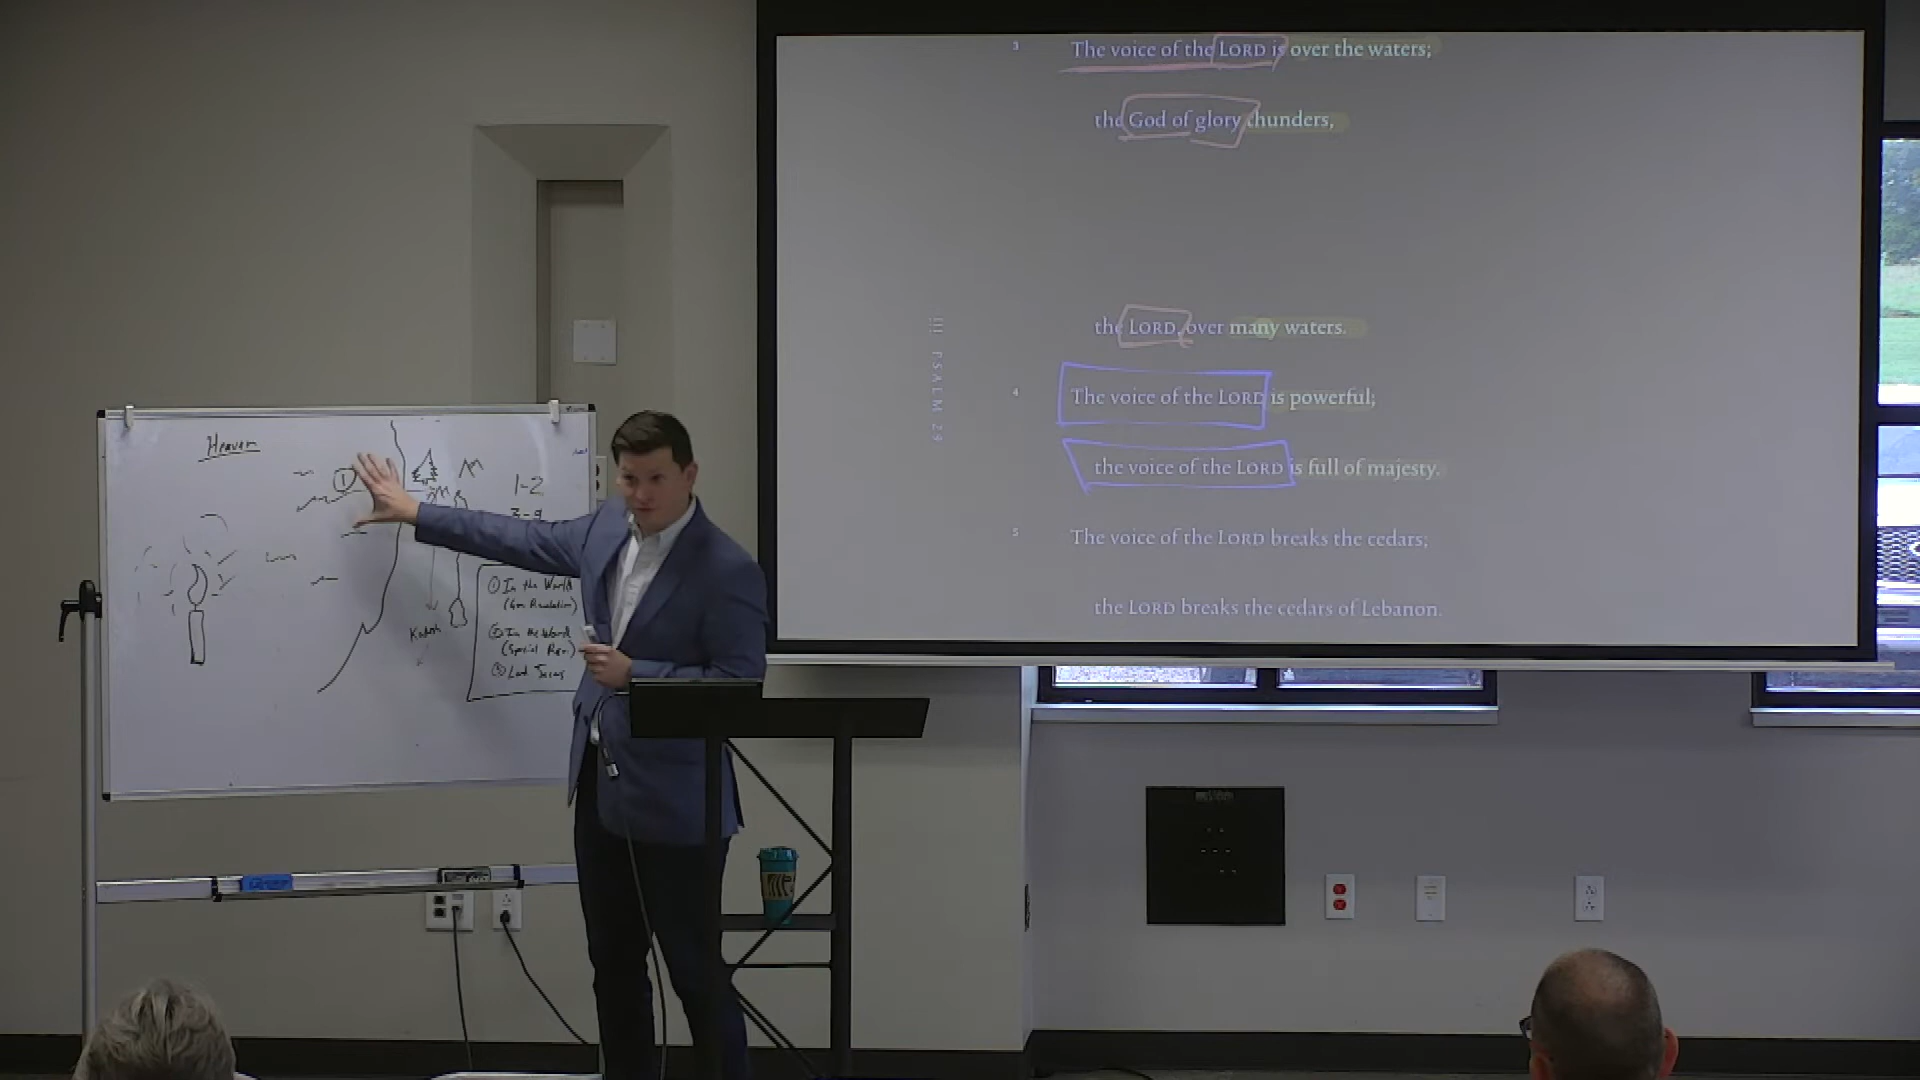 3 The voice of the LORD is over the waters;
the God of glory thunders,
the LORD, over many waters.
4 The voice of the LORD is powerful;
the voice of the LORD is full of majesty.
5 The voice of the LORD breaks the cedars;
the LORD breaks the cedars of Lebanon.
PSALM 29
Heaven
1
1-2
3-9
Kadesh
① In the World
(Gen Revelation)
② In the Word
(Special Rev)
③ Lord Jesus